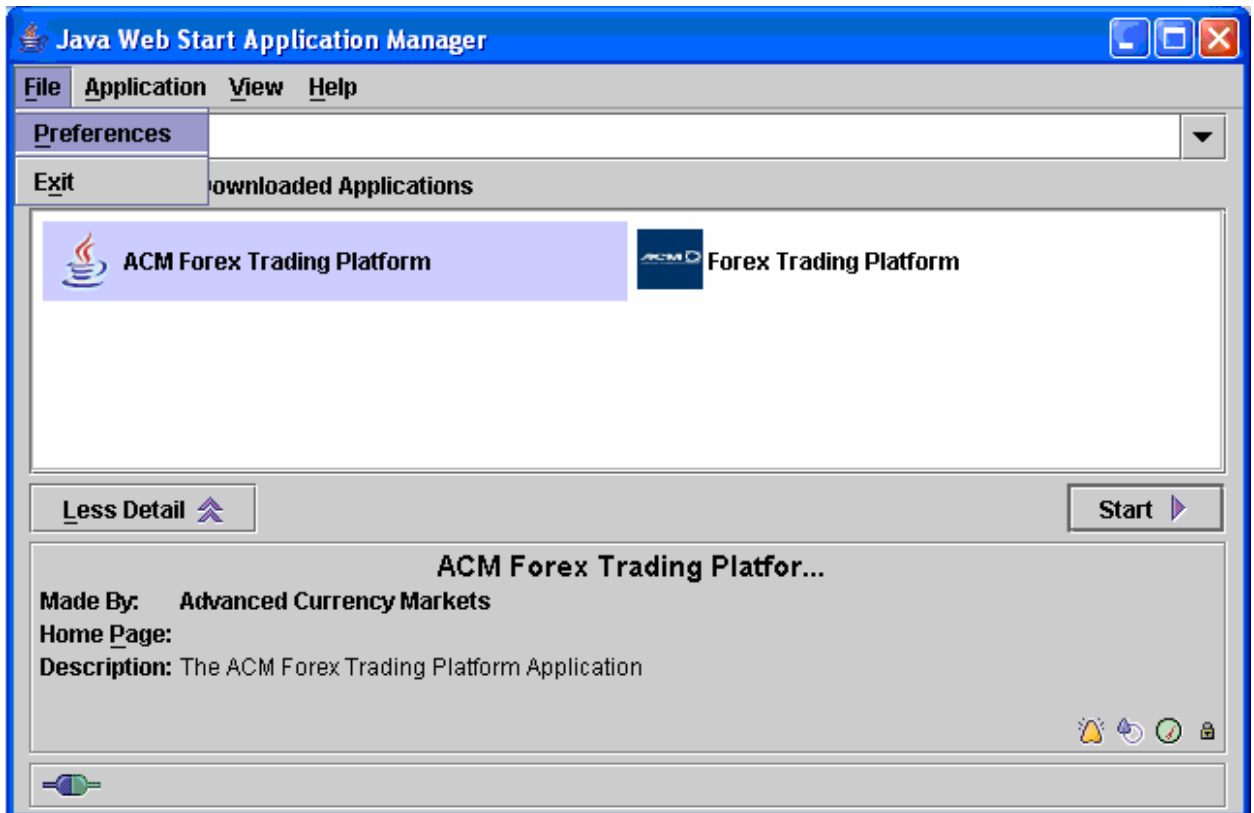 Java Web Start Application Manager
File Application View Help
Preferences
Exit
ownloaded Applications
ACM Forex Trading Platform
ACM Forex Trading Platform
Less Detail
Start
ACM Forex Trading Platfor...
Made By: Advanced Currency Markets
Home Page:
Description: The ACM Forex Trading Platform Application